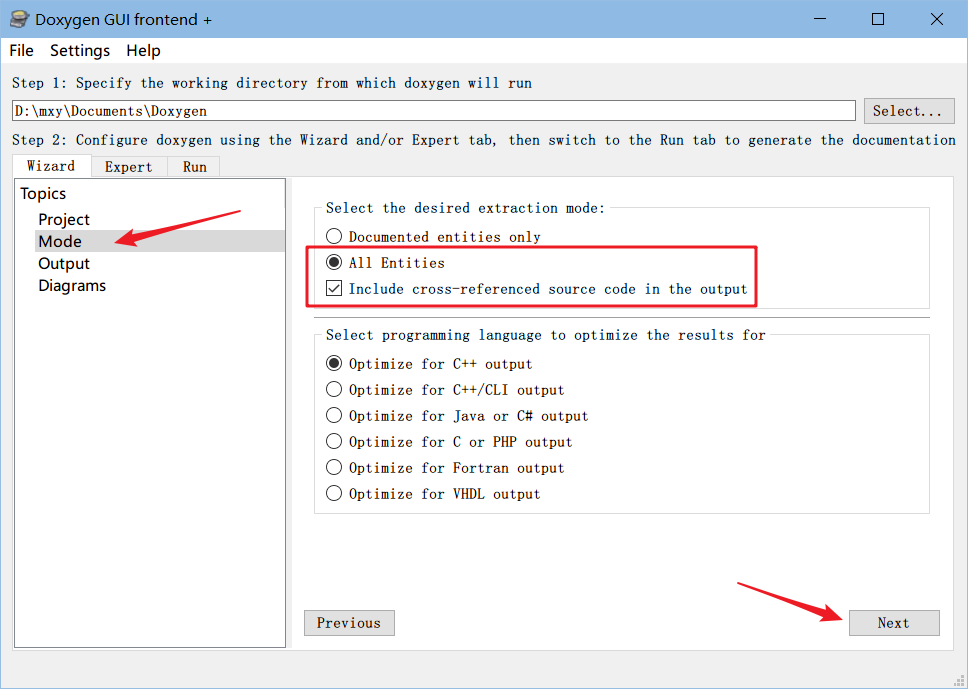 Doxygen GUI frontend +
File Settings Help
Step 1: Specify the working directory from which doxygen will run
D:\mxy\Documents\Doxygen
Select...
Step 2: Configure doxygen using the Wizard and/or Expert tab, then switch to the Run tab to generate the documentation
Wizard Expert Run
Topics
Project
Mode
Output
Diagrams
Select the desired extraction mode:
Documented entities only
All Entities
Include cross-referenced source code in the output
Select programming language to optimize the results for
Optimize for C++ output
Optimize for C++/CLI output
Optimize for Java or C# output
Optimize for C or PHP output
Optimize for Fortran output
Optimize for VHDL output
Previous
Next